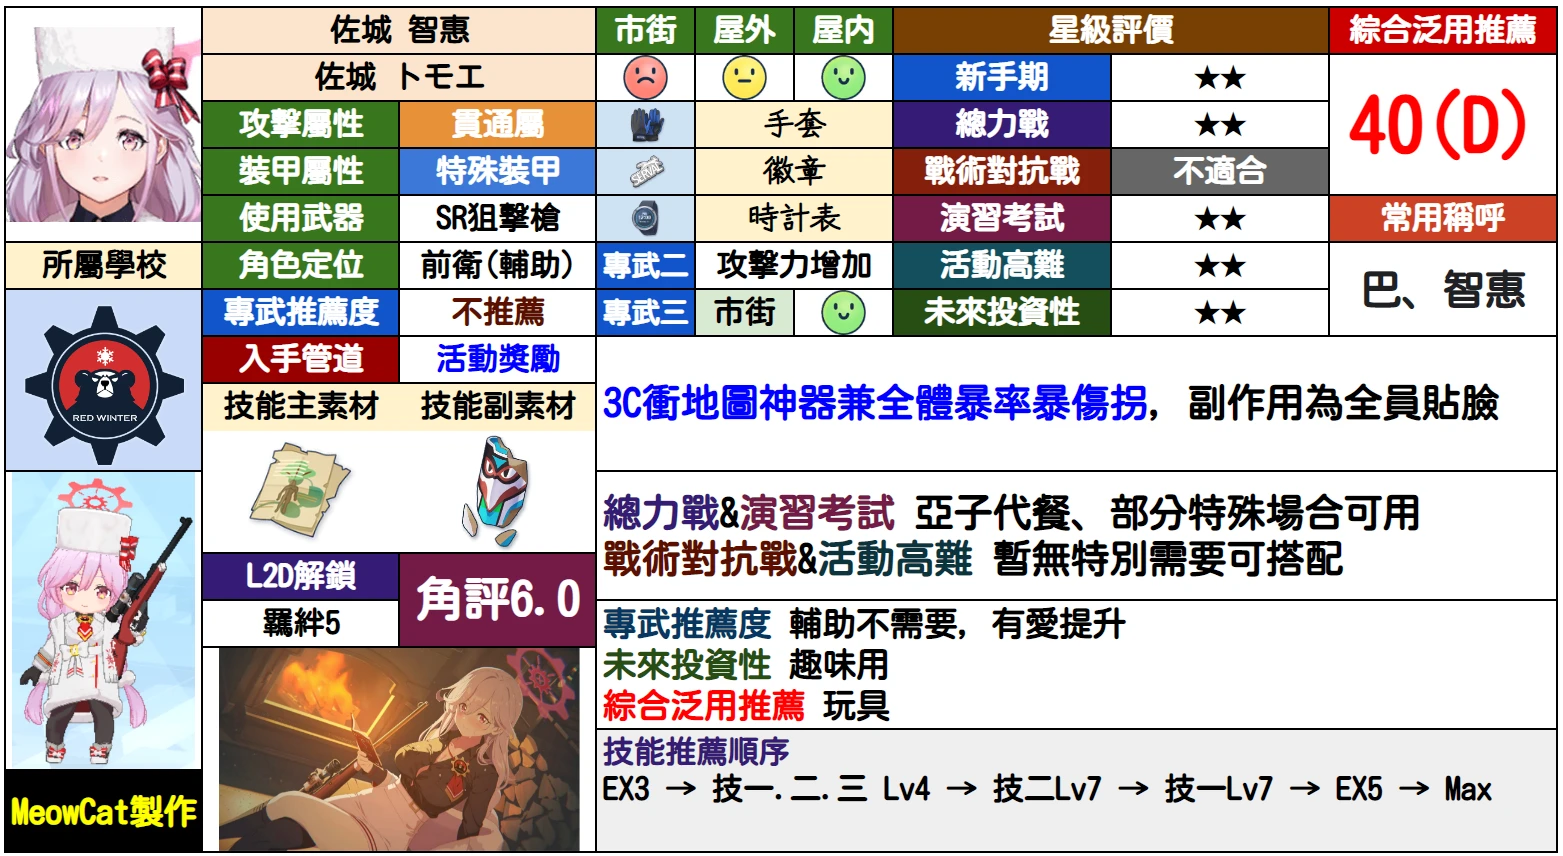 佐城 智惠
市街
屋外
屋内
星級評價
綜合泛用推薦
佐城 トモエ
新手期
★★
40(D)
攻擊屬性
貫通屬
手套
總力戰
★★
裝甲屬性
特殊裝甲
SERVAL
徽章
戰術對抗戰
不適合
使用武器
SR狙擊槍
時計表
演習考試
★★
常用稱呼
所屬學校
角色定位
前衛(輔助)
專武二
攻擊力增加
活動高難
★★
巴、智惠
專武推薦度
不推薦
專武三
市街
未來投資性
★★
RED WINTER
入手管道
活動獎勵
3C衝地圖神器兼全體暴率暴傷拐, 副作用為全員貼臉
技能主素材
技能副素材
總力戰&演習考試 亞子代餐、部分特殊場合可用
戰術對抗戰&活動高難 暫無特別需要可搭配
L2D解鎖
角評6.0
羈絆5
專武推薦度 輔助不需要, 有愛提升
未來投資性 趣味用
綜合泛用推薦 玩具
技能推薦順序
EX3 → 技一.二.三 Lv4 → 技二Lv7 → 技一Lv7 → EX5 → Max
MeowCat製作